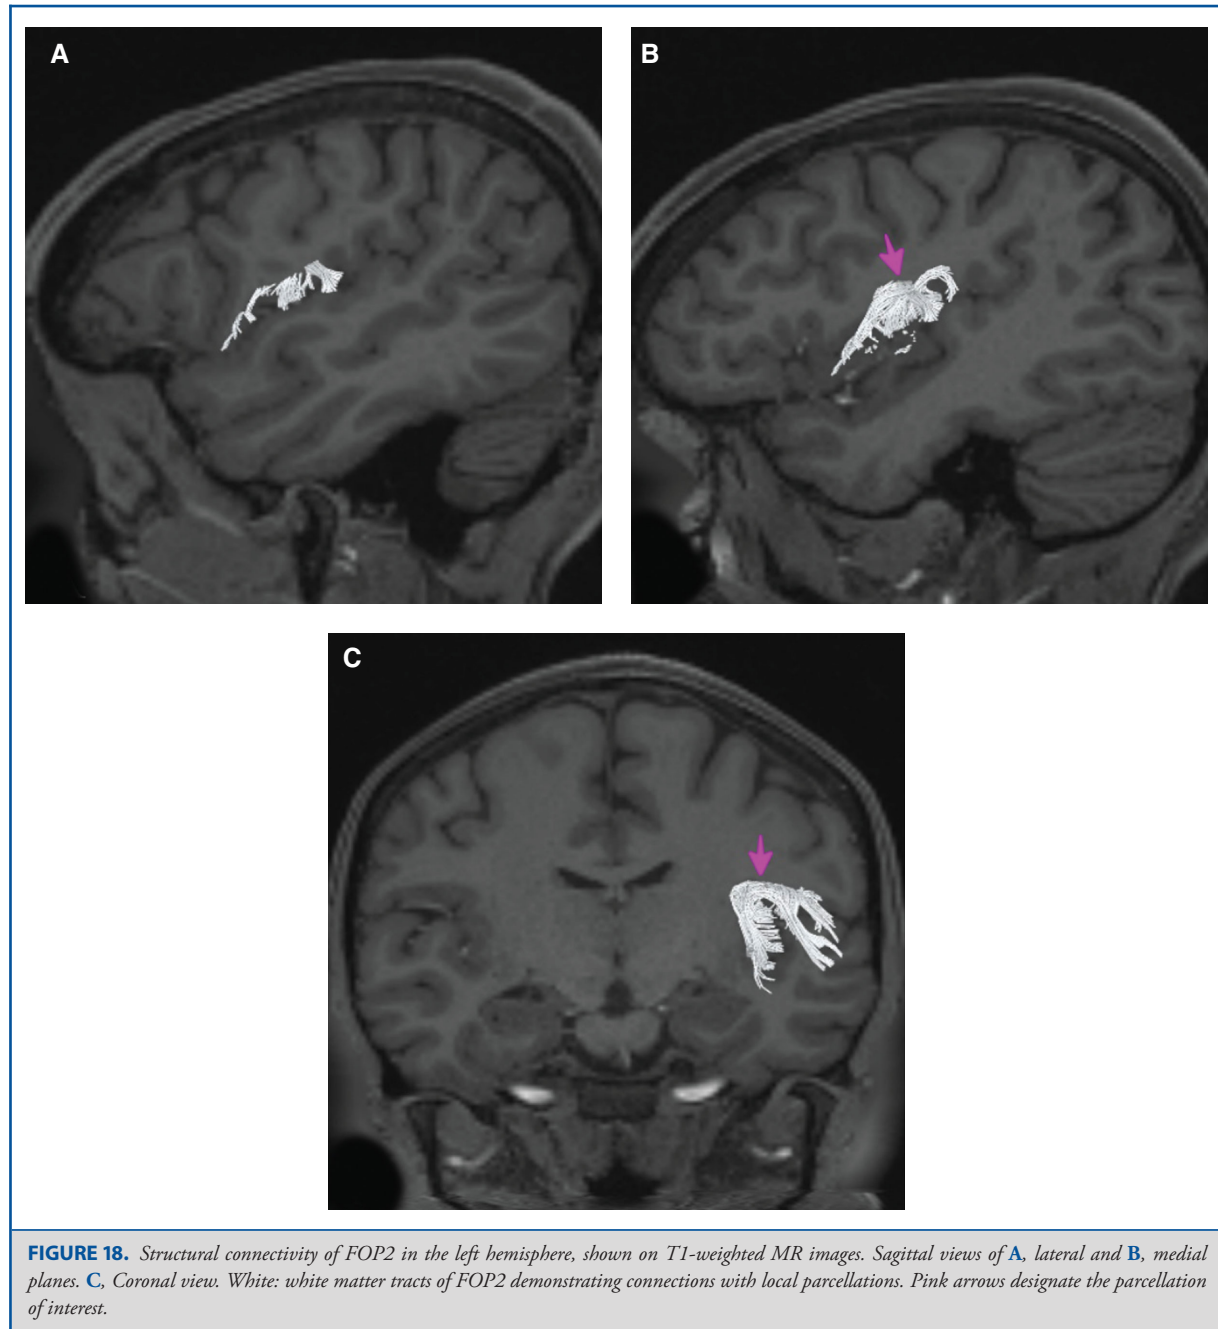 A
B
C
FIGURE 18. Structural connectivity of FOP2 in the left hemisphere, shown on T1-weighted MR images. Sagittal views of A, lateral and B, medial
planes. C, Coronal view. White: white matter tracts of FOP2 demonstrating connections with local parcellations. Pink arrows designate the parcellation
of interest.